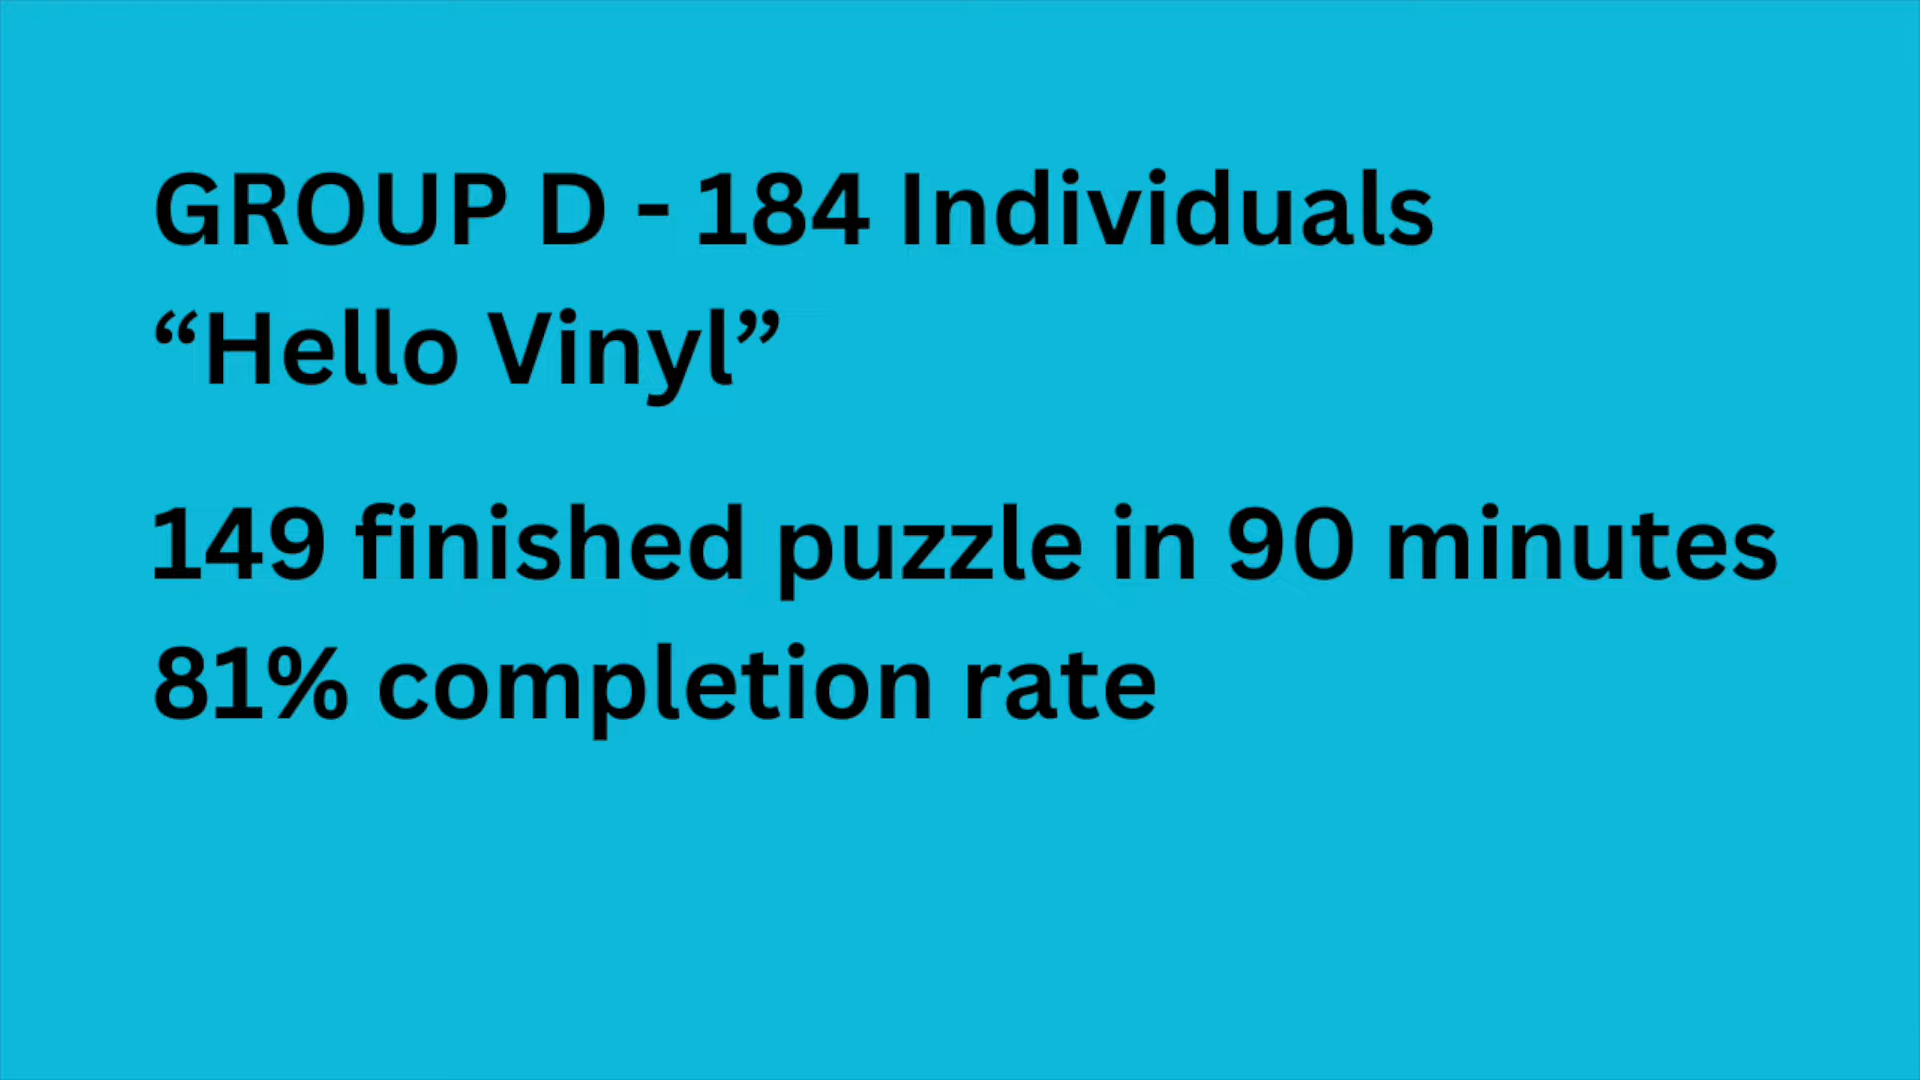 GROUP D - 184 Individuals
“Hello Vinyl”
149 finished puzzle in 90 minutes
81% completion rate